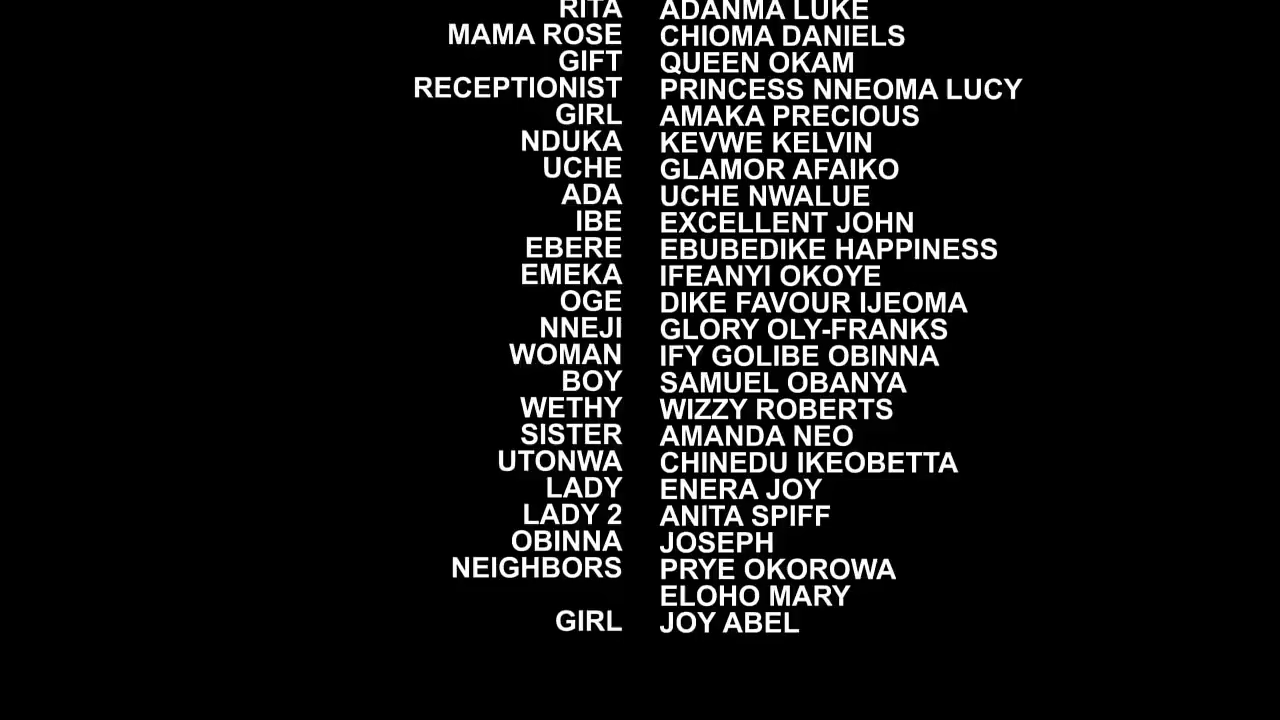 RITA ADANMA LUKE
MAMA ROSE CHIOMA DANIELS
GIFT QUEEN OKAM
RECEPTIONIST PRINCESS NNEOMA LUCY
GIRL AMAKA PRECIOUS
NDUKA KEVWE KELVIN
UCHE GLAMOR AFAIKO
ADA UCHE NWALUE
IBE EXCELLENT JOHN
EBERE EBUBEDIKE HAPPINESS
EMEKA IFEANYI OKOYE
OGE DIKE FAVOUR IJEOMA
NNEJI GLORY OLY-FRANKS
WOMAN IFY GOLIBE OBINNA
BOY SAMUEL OBANYA
WETHY WIZZY ROBERTS
SISTER AMANDA NEO
UTONWA CHINEDU IKEOBETTA
LADY ENERA JOY
LADY 2 ANITA SPIFF
OBINNA JOSEPH
NEIGHBORS PRYE OKOROWA
ELOHO MARY
GIRL JOY ABEL